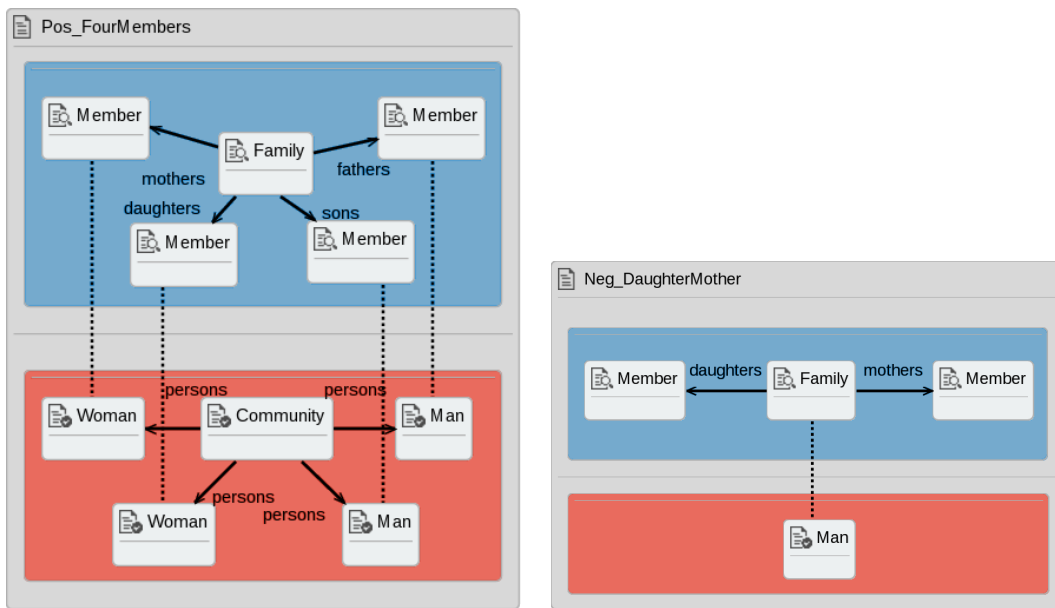 Pos_FourMembers
Member
Member
Family
mothers
fathers
daughters
sons
Member
Member
persons
persons
Woman
Community
Man
persons
persons
Woman
Man
Neg_DaughterMother
Member
daughters
Family
mothers
Member
Man